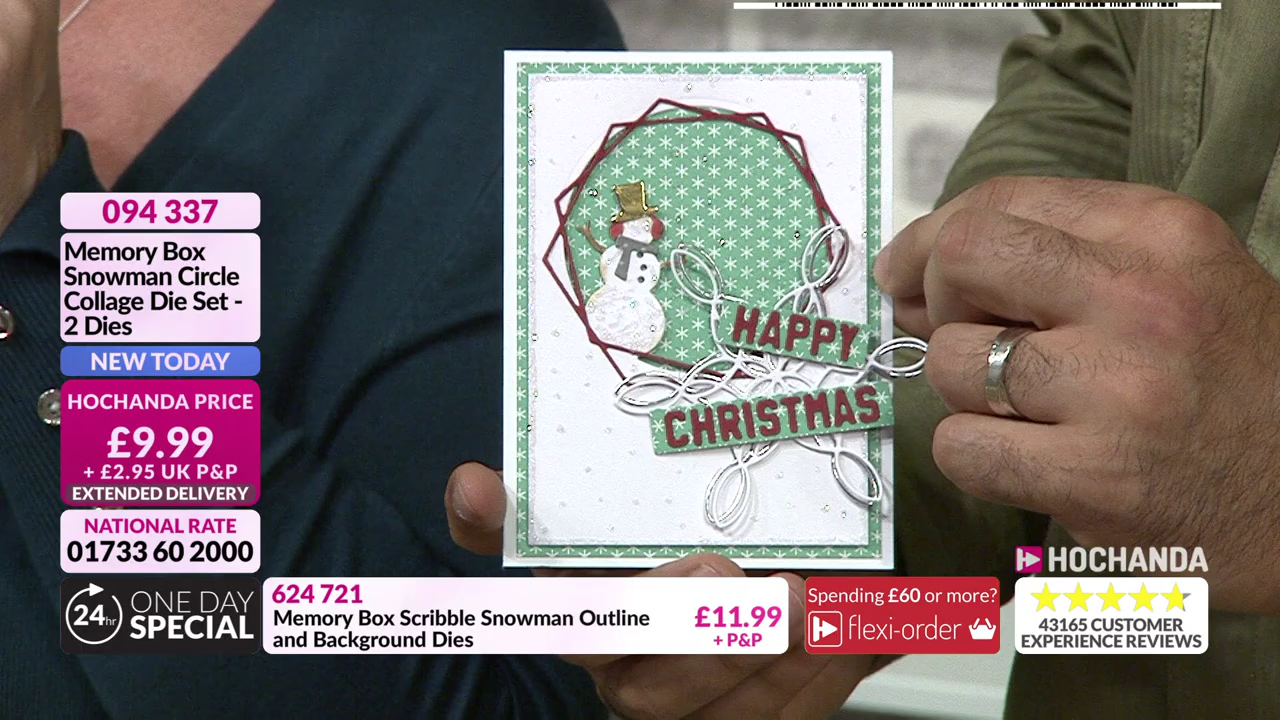 094 337
Memory Box
Snowman Circle
Collage Die Set -
2 Dies
NEW TODAY
HOCHANDA PRICE
£9.99
+ £2.95 UK P&P
EXTENDED DELIVERY
NATIONAL RATE
01733 60 2000
HAPPY
CHRISTMAS
HOCHANDA
24hr
ONE DAY
SPECIAL
624 721
Memory Box Scribble Snowman Outline
and Background Dies
£11.99
+ P&P
Spending £60 or more?
flexi-order
43165 CUSTOMER
EXPERIENCE REVIEWS